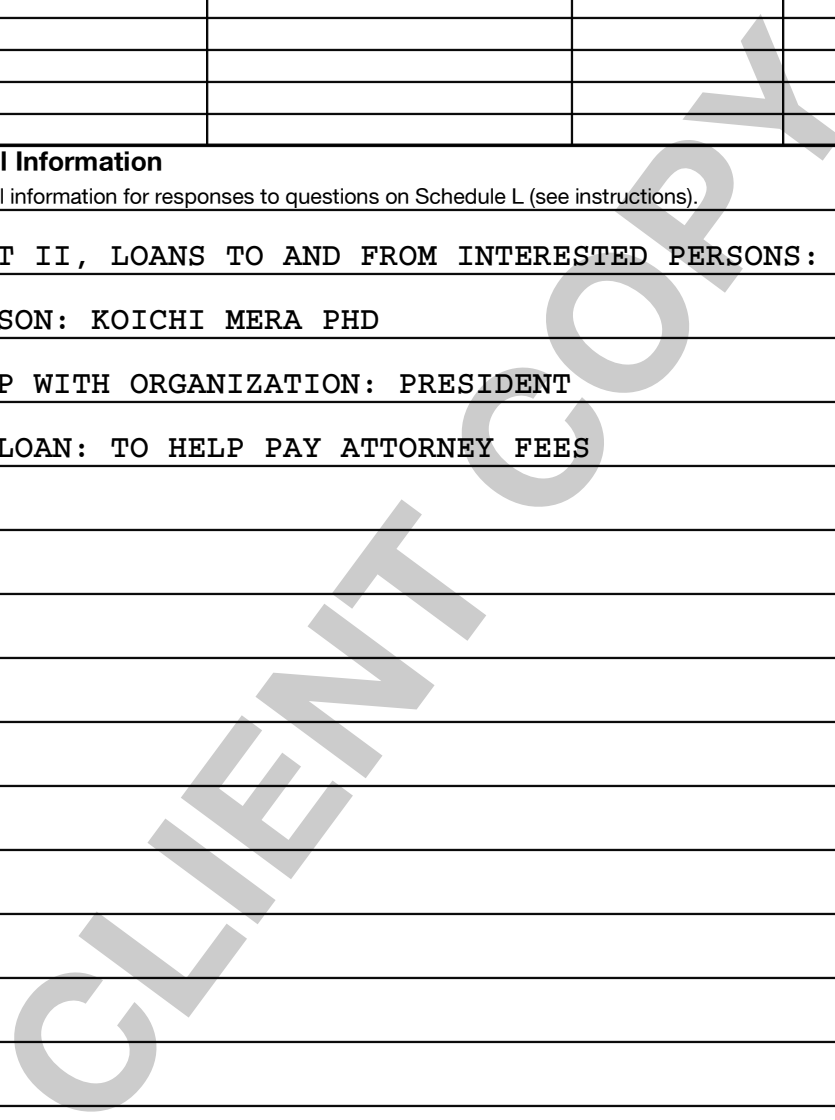 l Information
l information for responses to questions on Schedule L (see instructions).
T II, LOANS TO AND FROM INTERESTED PERSONS:
SON: KOICHI MERA PHD
P WITH ORGANIZATION: PRESIDENT
LOAN: TO HELP PAY ATTORNEY FEES
CLIENT COPY